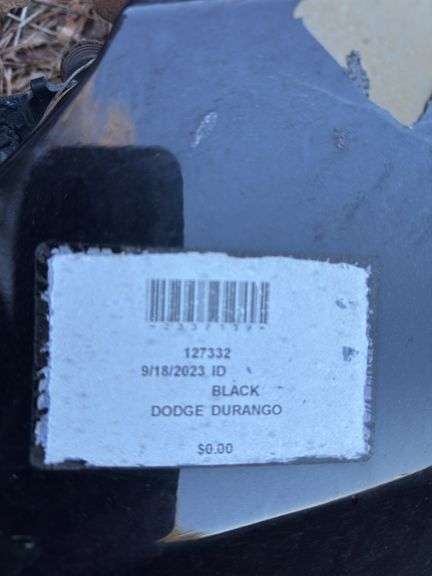 127332
9/18/2023 ID
BLACK
DODGE DURANGO
$0.00